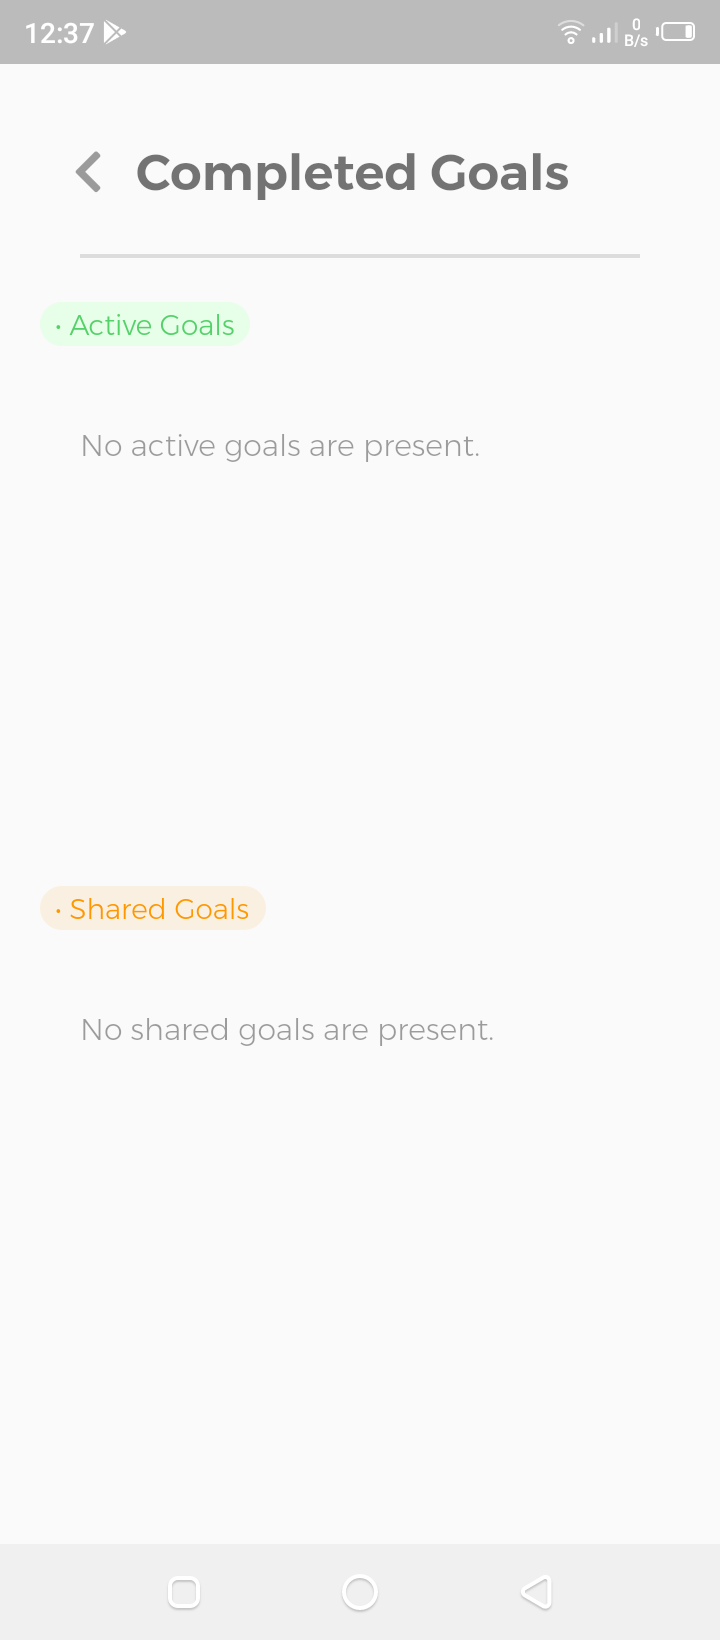 12:37
0
B/s
Completed Goals
• Active Goals
No active goals are present.
• Shared Goals
No shared goals are present.